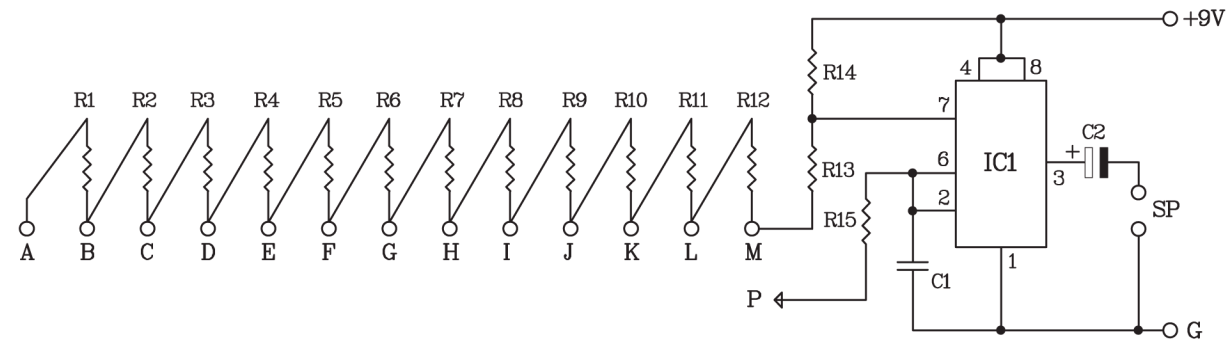 +9V
R14
4 8
R1 R2 R3 R4 R5 R6 R7 R8 R9 R10 R11 R12
7
C2
+
6
R13
IC1
3
2
R15
SP
A B C D E F G H I J K L M
1
C1
P
G